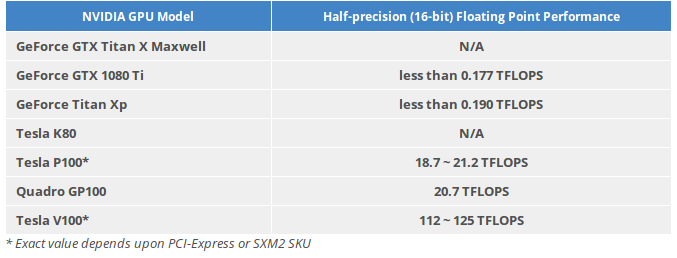 NVIDIA GPU Model Half-precision (16-bit) Floating Point Performance
GeForce GTX Titan X Maxwell N/A
GeForce GTX 1080 Ti less than 0.177 TFLOPS
GeForce Titan Xp less than 0.190 TFLOPS
Tesla K80 N/A
Tesla P100* 18.7 ~ 21.2 TFLOPS
Quadro GP100 20.7 TFLOPS
Tesla V100* 112 ~ 125 TFLOPS
* Exact value depends upon PCI-Express or SXM2 SKU